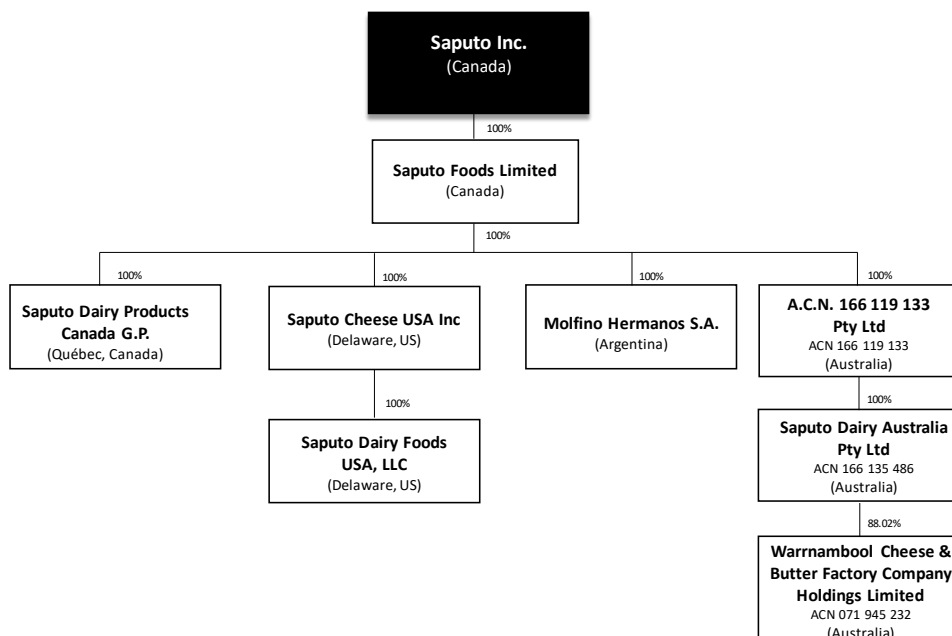 Saputo Inc.
(Canada)
100%
Saputo Foods Limited
(Canada)
100%
100%
100%
100%
100%
Saputo Dairy Products
Canada G.P.
(Québec, Canada)
Saputo Cheese USA Inc
(Delaware, US)
Molfino Hermanos S.A.
(Argentina)
A.C.N. 166 119 133
Pty Ltd
ACN 166 119 133
(Australia)
100%
100%
Saputo Dairy Foods
USA, LLC
(Delaware, US)
Saputo Dairy Australia
Pty Ltd
ACN 166 135 486
(Australia)
88.02%
Warrnambool Cheese &
Butter Factory Company
Holdings Limited
ACN 071 945 232
(Australia)